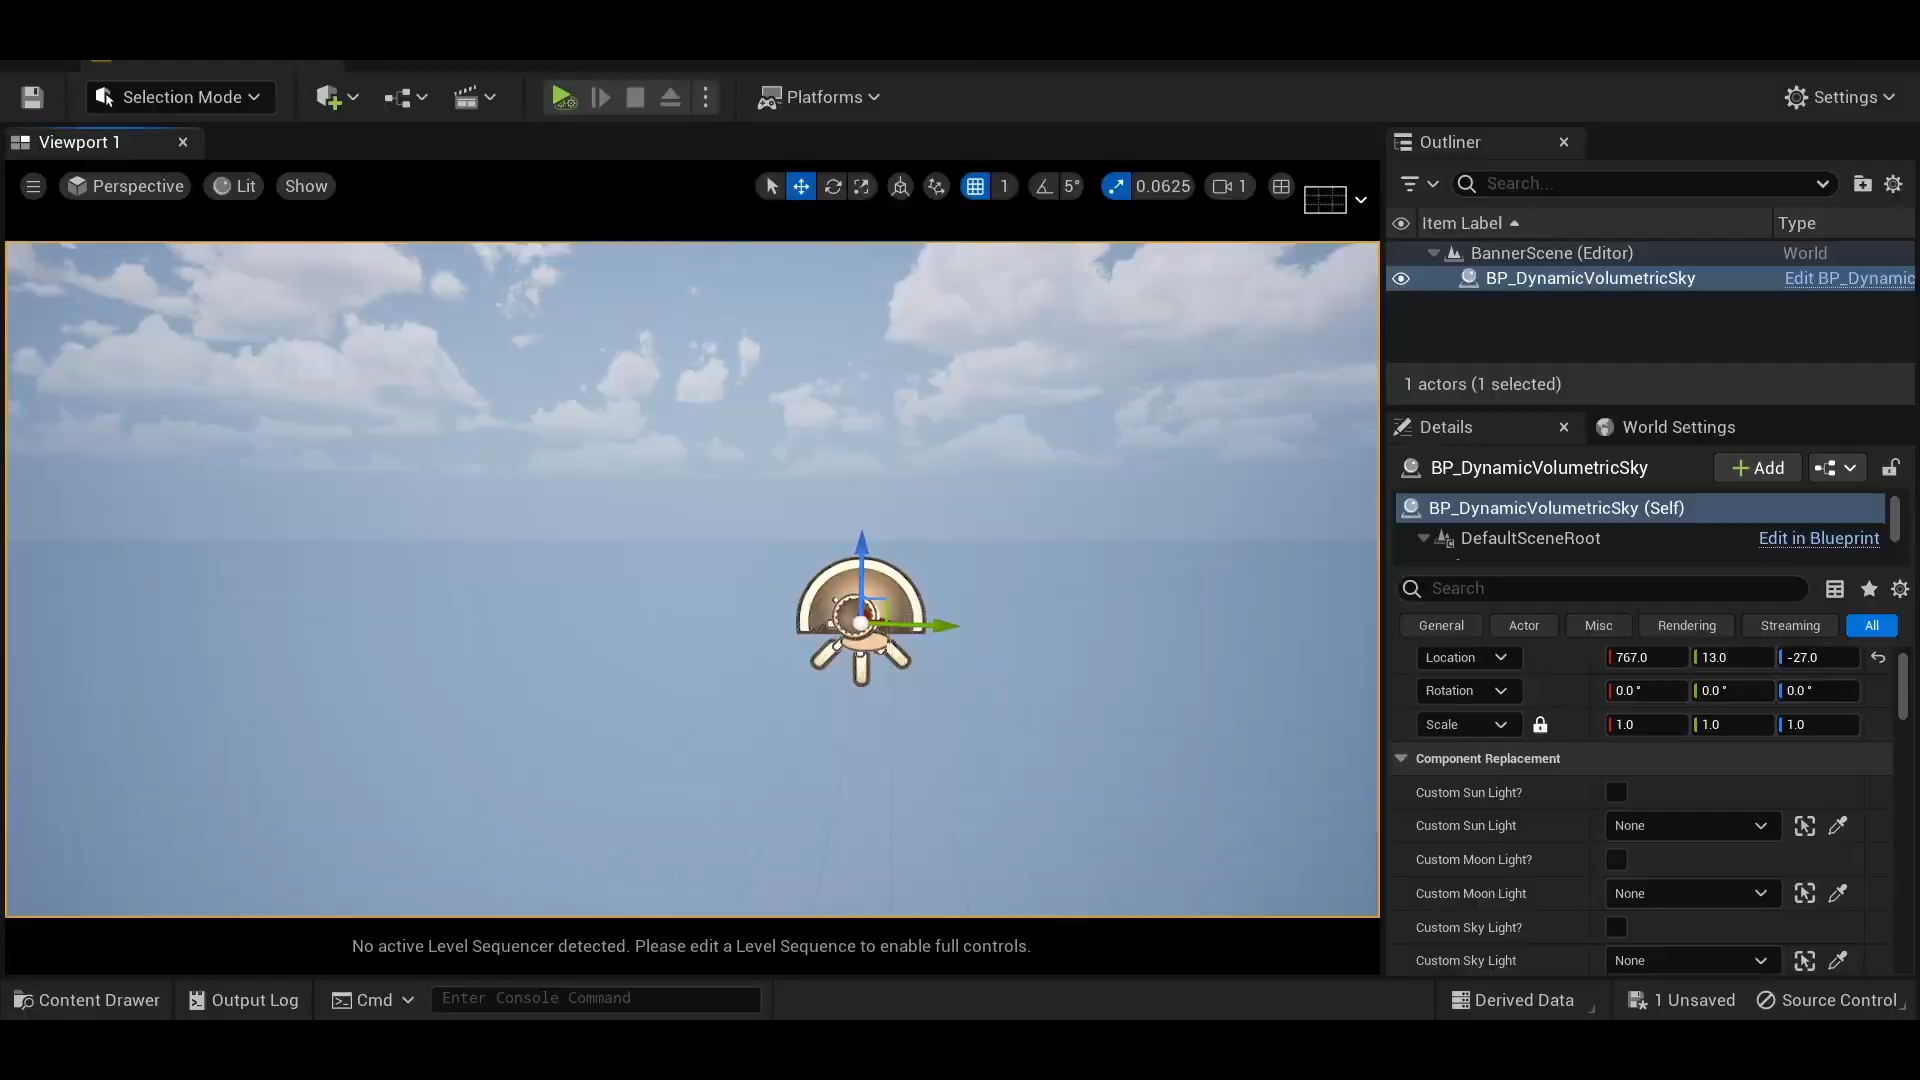 Selection Mode
Platforms
Settings
Viewport 1
Outliner
Perspective
Lit
Show
1
5°
0.0625
1
Search...
Item Label
Type
BannerScene (Editor)
World
BP_DynamicVolumetricSky
Edit BP_Dynamic
1 actors (1 selected)
Details
World Settings
BP_DynamicVolumetricSky
Add
BP_DynamicVolumetricSky (Self)
DefaultSceneRoot
Edit in Blueprint
Search
General
Actor
Misc
Rendering
Streaming
All
Location
767.0
13.0
-27.0
Rotation
0.0 °
0.0 °
0.0 °
Scale
1.0
1.0
1.0
Component Replacement
Custom Sun Light?
Custom Sun Light
None
Custom Moon Light?
Custom Moon Light
None
Custom Sky Light?
Custom Sky Light
None
No active Level Sequencer detected. Please edit a Level Sequence to enable full controls.
Content Drawer
Output Log
Cmd
Enter Console Command
Derived Data
1 Unsaved
Source Control